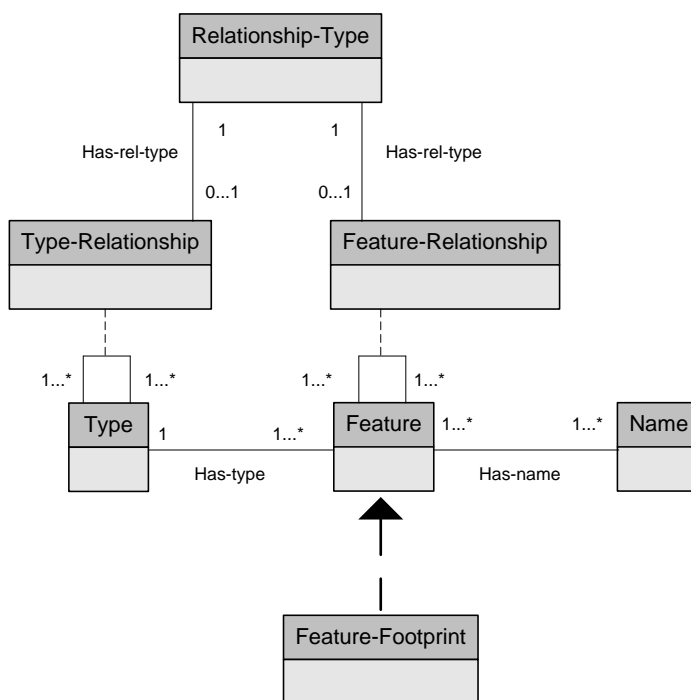 Relationship-Type
1
1
Has-rel-type
Has-rel-type
0...1
0...1
Type-Relationship
Feature-Relationship
1...*
1...*
1...*
1...*
Type
Feature
Name
1
1...*
1...*
1...*
Has-type
Has-name
Feature-Footprint